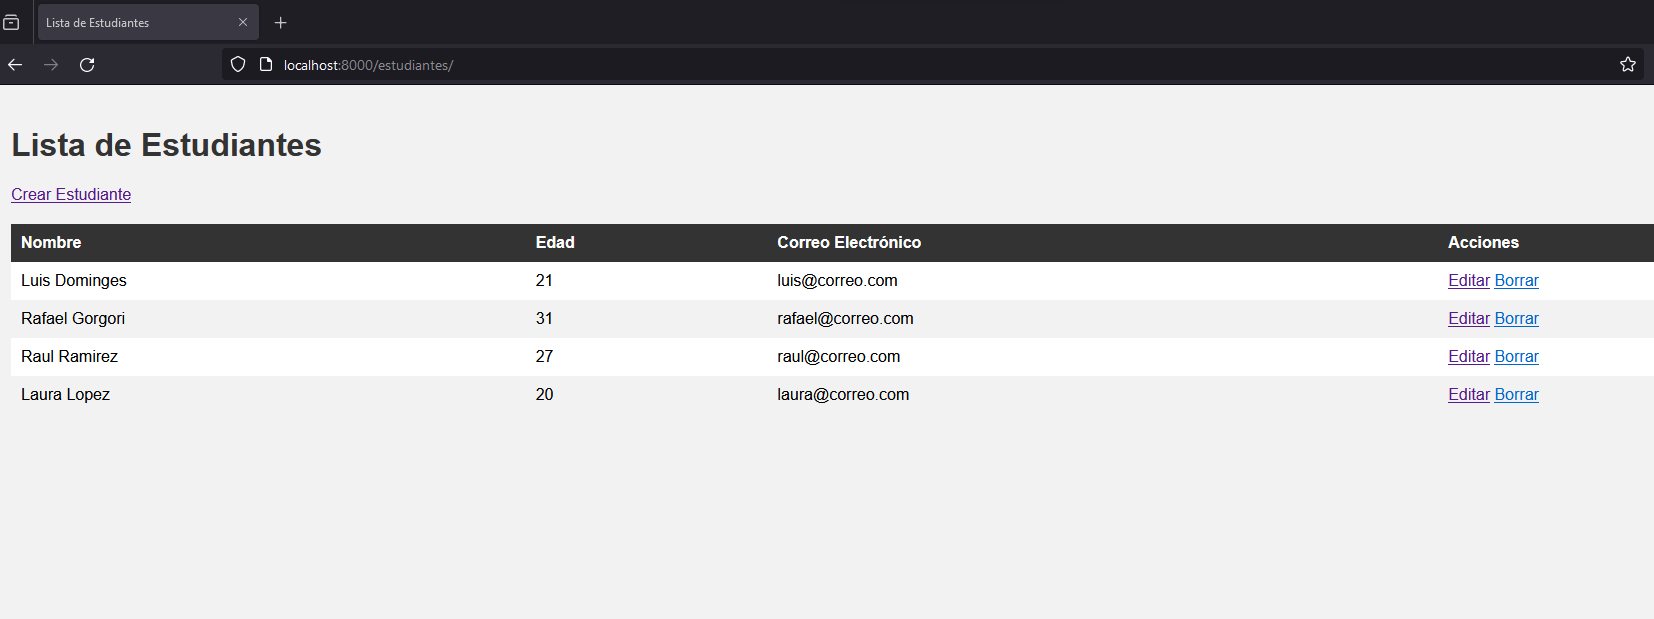 Lista de Estudiantes
localhost:8000/estudiantes/
Lista de Estudiantes
Crear Estudiante
Nombre Edad Correo Electrónico Acciones
Luis Dominges 21 luis@correo.com Editar Borrar
Rafael Gorgori 31 rafael@correo.com Editar Borrar
Raul Ramirez 27 raul@correo.com Editar Borrar
Laura Lopez 20 laura@correo.com Editar Borrar